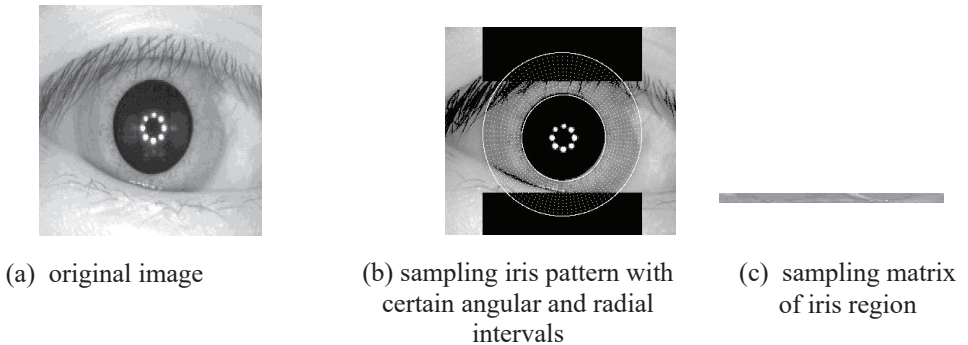 (a) original image
(b) sampling iris pattern with
certain angular and radial
intervals
(c) sampling matrix
of iris region